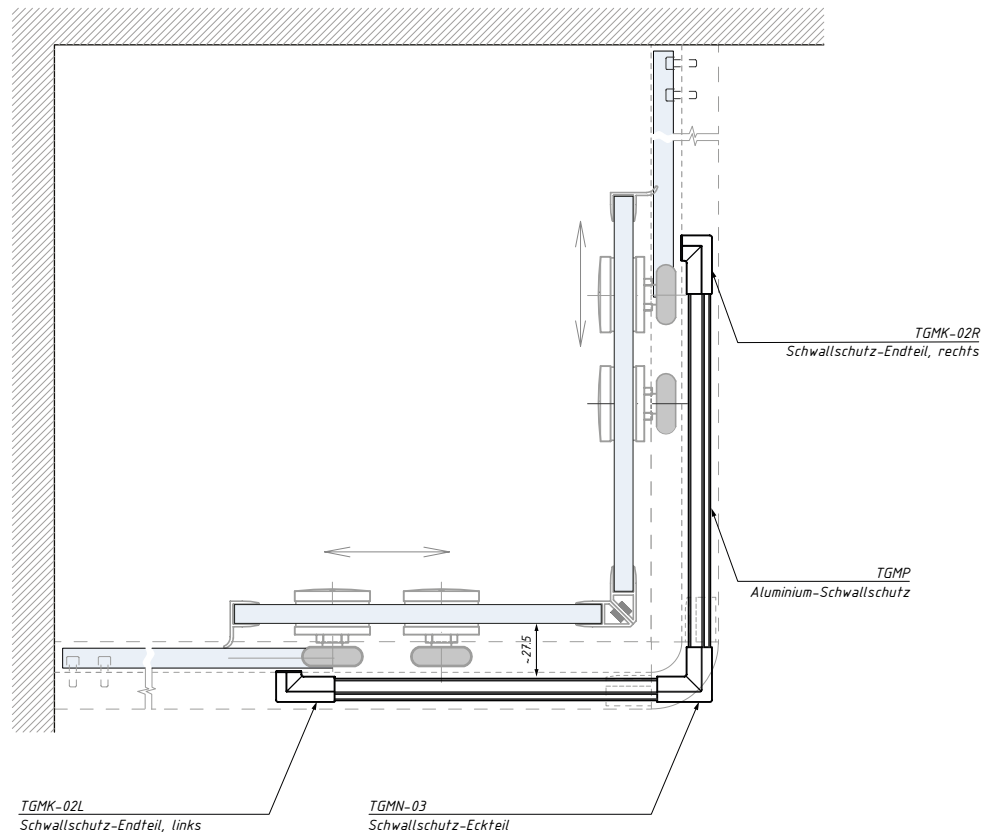 TGMK-02R
Schwallschutz-Endteil, rechts
TGMP
Aluminium-Schwallschutz
~27.5
TGMK-02L
Schwallschutz-Endteil, links
TGMN-03
Schwallschutz-Eckteil